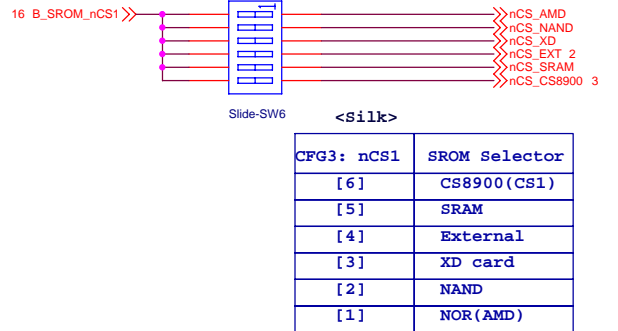 16 B_SROM_nCS1
1
nCS_AMD
nCS_NAND
nCS_XD
nCS_EXT 2
nCS_SRAM
nCS_CS8900 3
Slide-SW6
<Silk>
CFG3: nCS1 SROM Selector
[6] CS8900(CS1)
[5] SRAM
[4] External
[3] XD card
[2] NAND
[1] NOR(AMD)